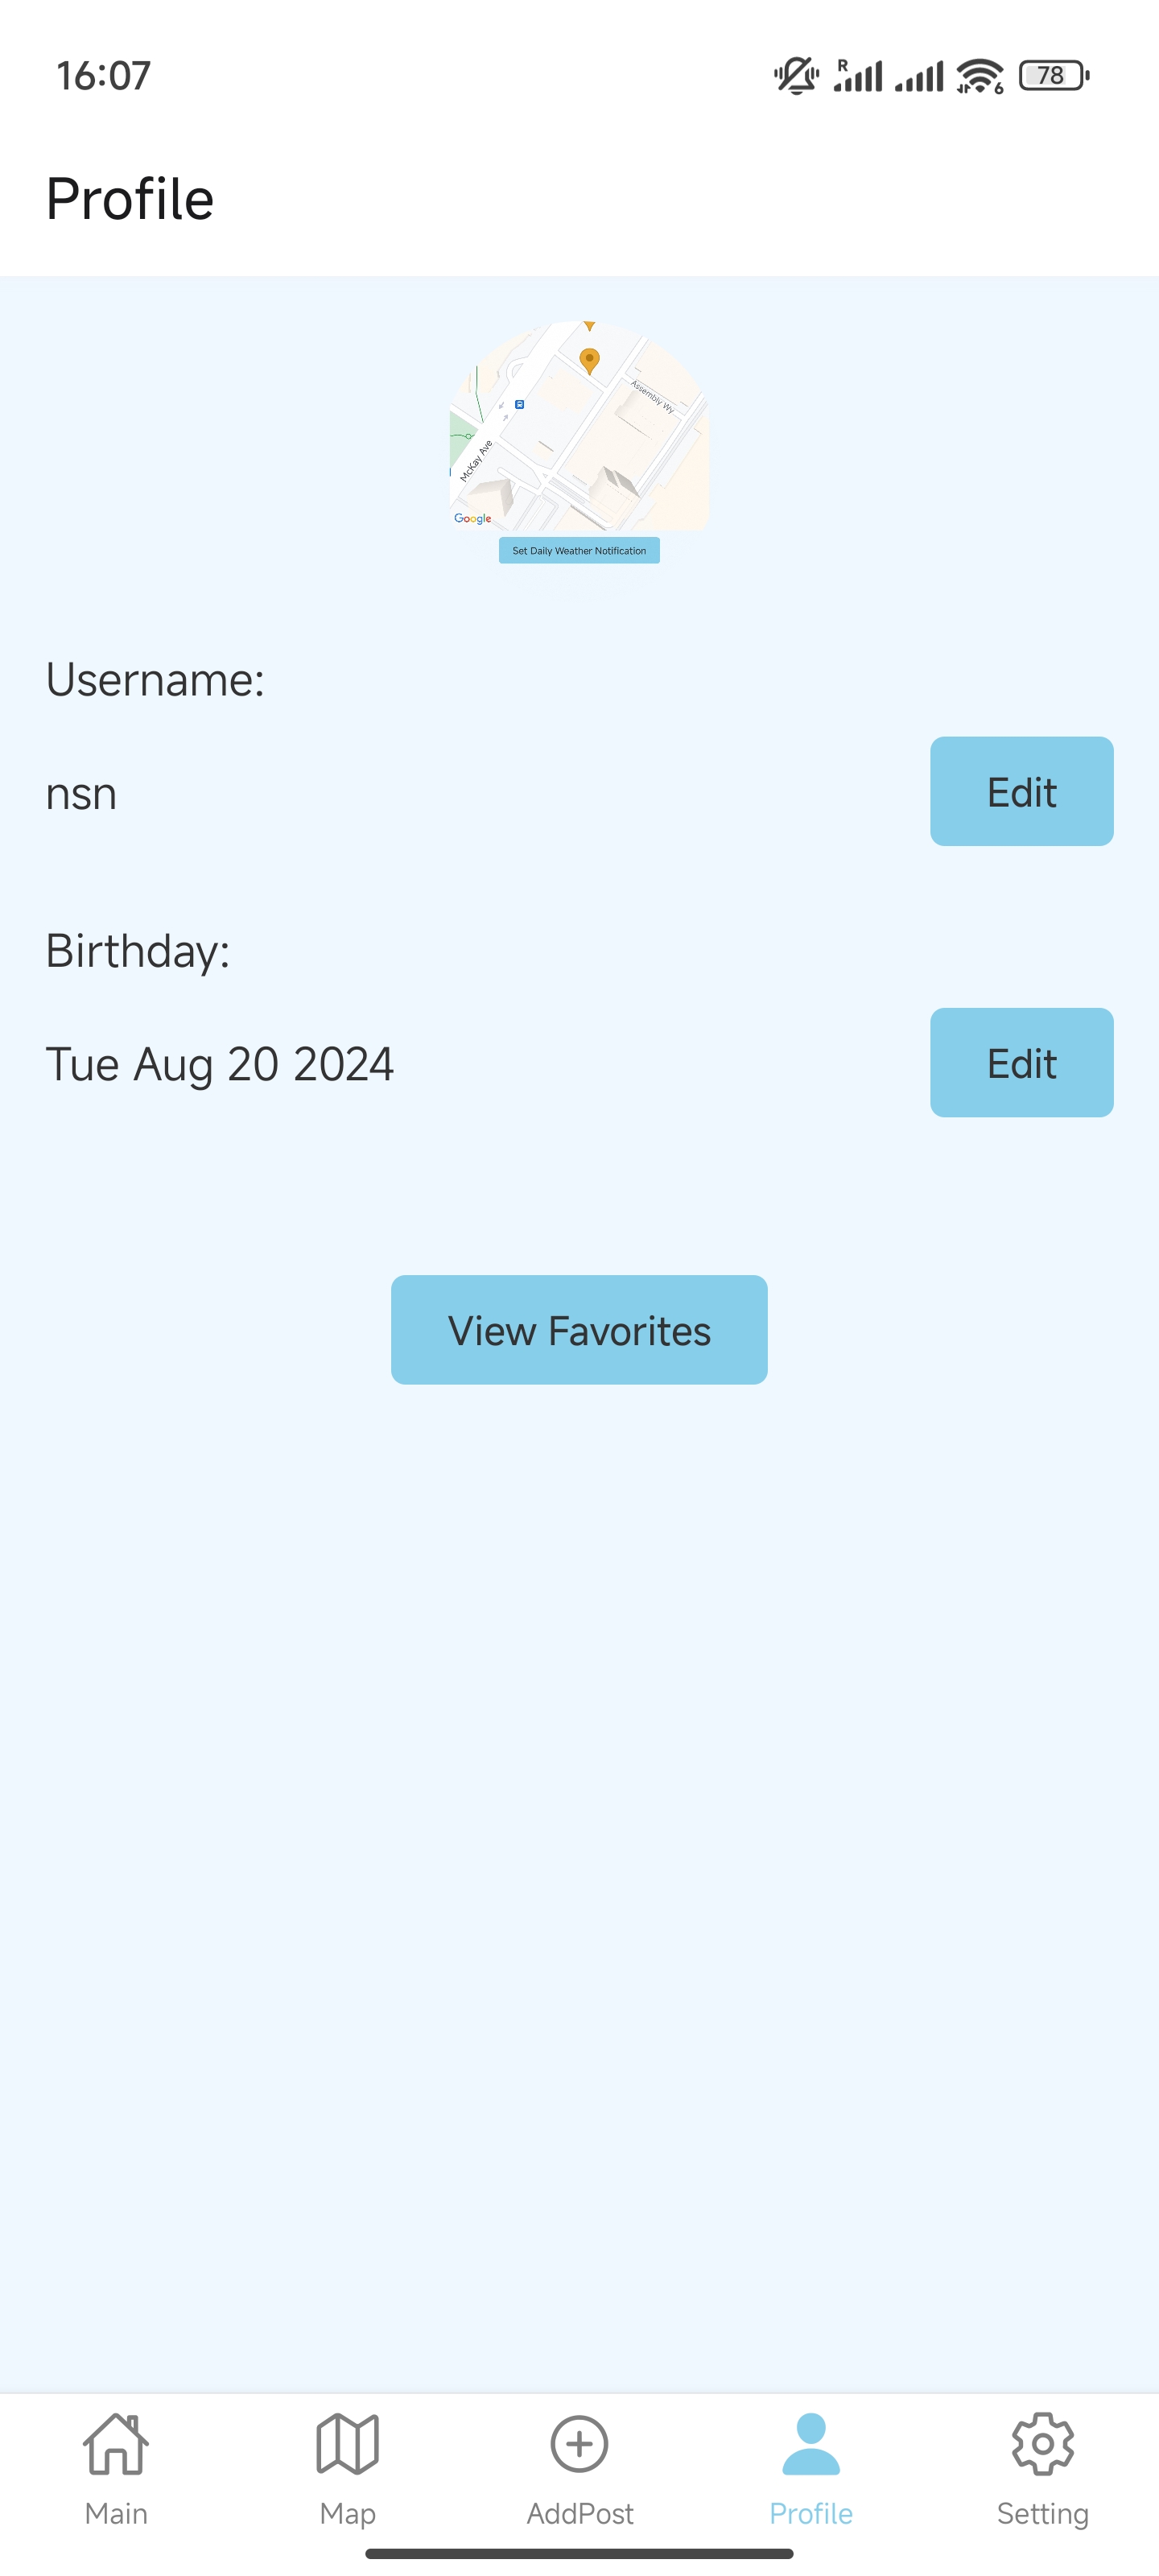 16:07
R
6
78
Profile
Assembly Wy
McKay Ave
Google
Set Daily Weather Notification
Username:
nsn
Edit
Birthday:
Tue Aug 20 2024
Edit
View Favorites
Main
Map
AddPost
Profile
Setting